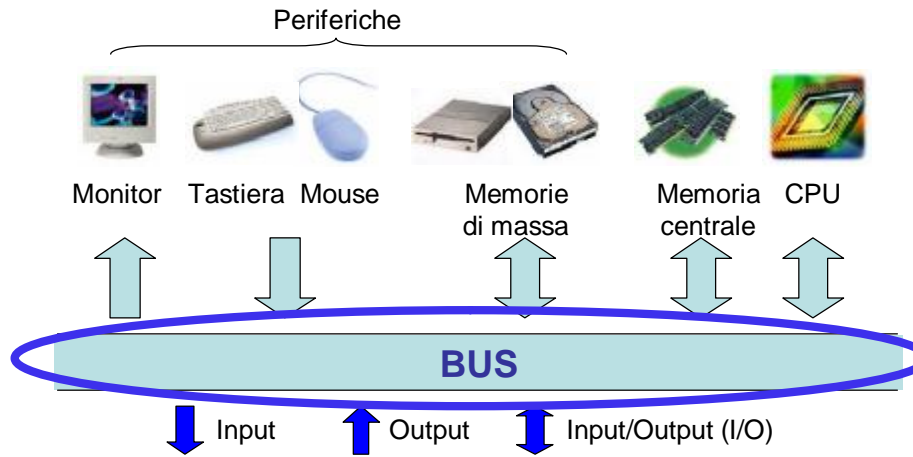 Periferiche
Monitor Tastiera Mouse Memorie Memoria CPU
di massa centrale
BUS
Input Output Input/Output (I/O)